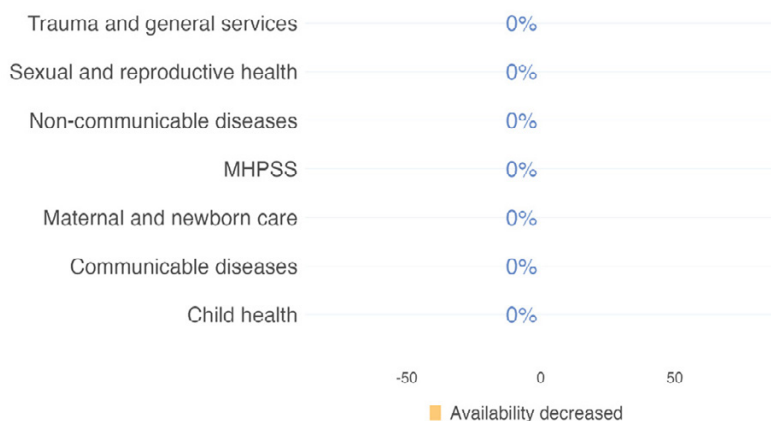 Trauma and general services 0%
Sexual and reproductive health 0%
Non-communicable diseases 0%
MHPSS 0%
Maternal and newborn care 0%
Communicable diseases 0%
Child health 0%
-50 0 50
Availability decreased